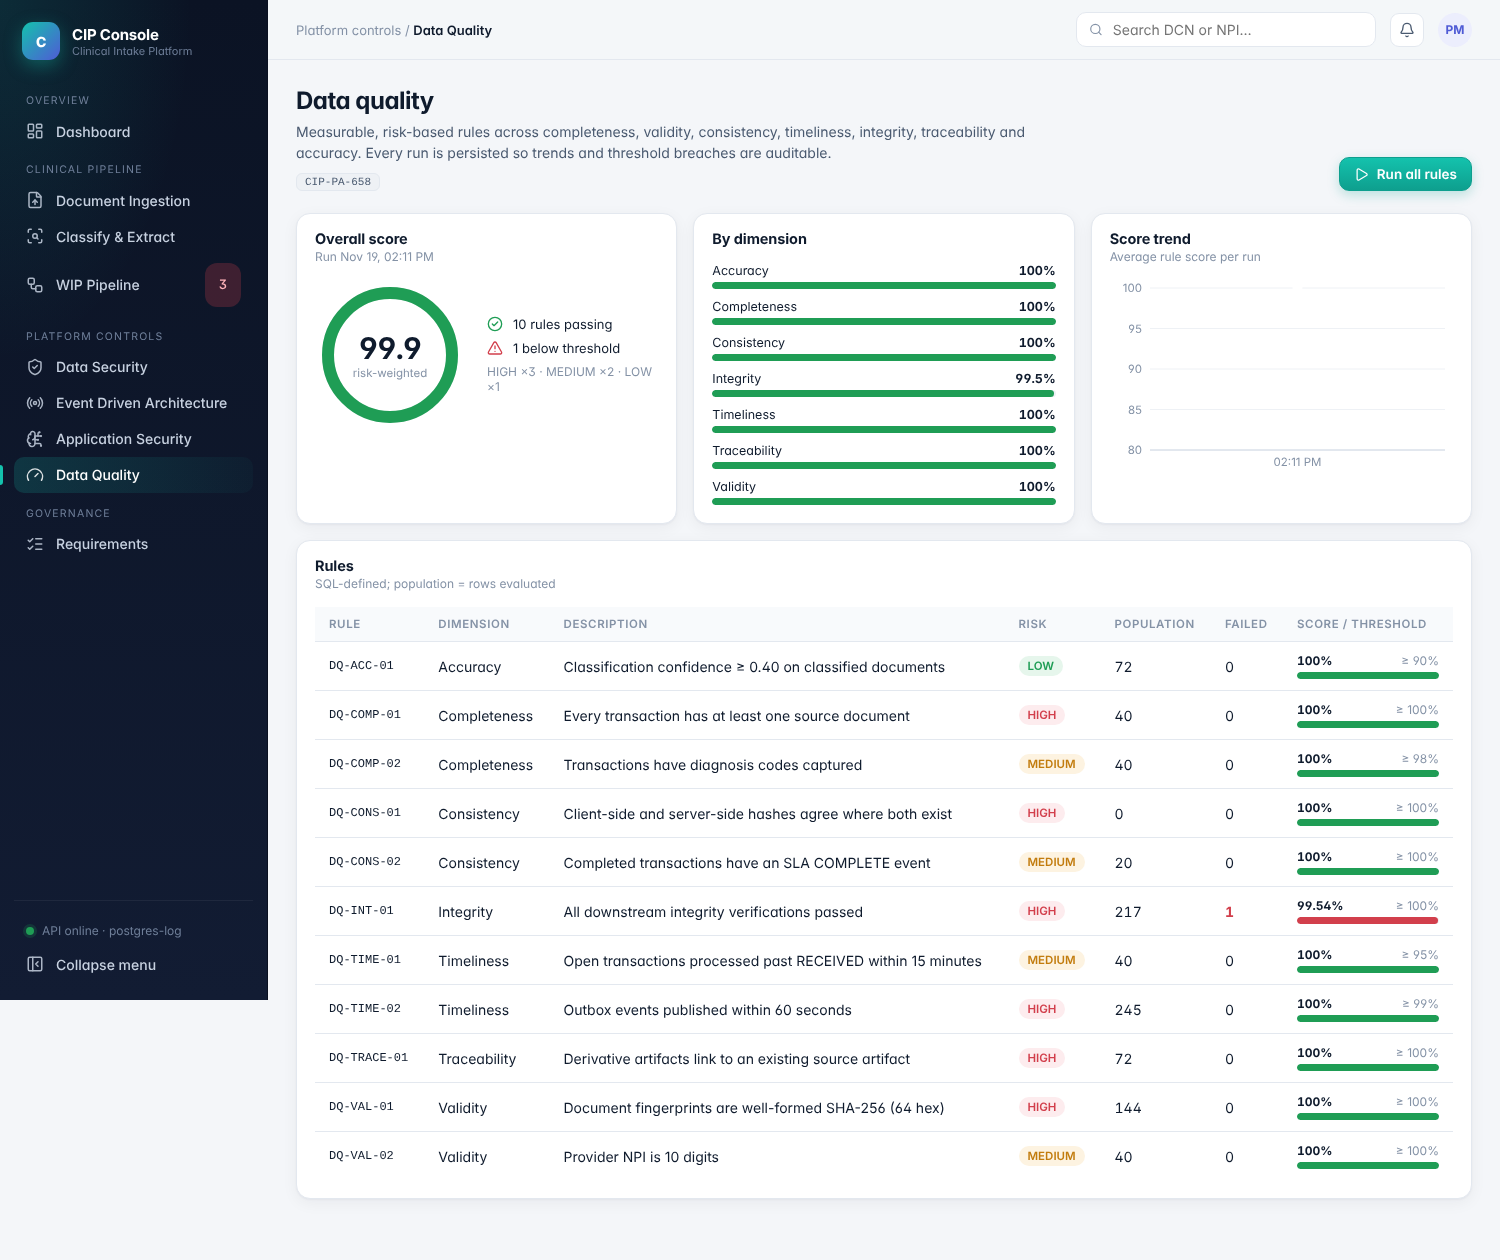 C
CIP Console
Clinical Intake Platform
OVERVIEW
Dashboard
CLINICAL PIPELINE
Document Ingestion
Classify & Extract
WIP Pipeline
3
PLATFORM CONTROLS
Data Security
Event Driven Architecture
Application Security
Data Quality
GOVERNANCE
Requirements
API online · postgres-log
Collapse menu
Platform controls / Data Quality
Search DCN or NPI...
PM
Data quality
Measurable, risk-based rules across completeness, validity, consistency, timeliness, integrity, traceability and
accuracy. Every run is persisted so trends and threshold breaches are auditable.
CIP-PA-658
Run all rules
Overall score
Run Nov 19, 02:11 PM
99.9
risk-weighted
10 rules passing
1 below threshold
HIGH ×3 · MEDIUM ×2 · LOW
×1
By dimension
Accuracy 100%
Completeness 100%
Consistency 100%
Integrity 99.5%
Timeliness 100%
Traceability 100%
Validity 100%
Score trend
Average rule score per run
100
95
90
85
80
02:11 PM
Rules
SQL-defined; population = rows evaluated
RULE DIMENSION DESCRIPTION RISK POPULATION FAILED SCORE / THRESHOLD
DQ-ACC-01 Accuracy Classification confidence ≥ 0.40 on classified documents LOW 72 0 100% ≥ 90%
DQ-COMP-01 Completeness Every transaction has at least one source document HIGH 40 0 100% ≥ 100%
DQ-COMP-02 Completeness Transactions have diagnosis codes captured MEDIUM 40 0 100% ≥ 98%
DQ-CONS-01 Consistency Client-side and server-side hashes agree where both exist HIGH 0 0 100% ≥ 100%
DQ-CONS-02 Consistency Completed transactions have an SLA COMPLETE event MEDIUM 20 0 100% ≥ 100%
DQ-INT-01 Integrity All downstream integrity verifications passed HIGH 217 1 99.54% ≥ 100%
DQ-TIME-01 Timeliness Open transactions processed past RECEIVED within 15 minutes MEDIUM 40 0 100% ≥ 95%
DQ-TIME-02 Timeliness Outbox events published within 60 seconds HIGH 245 0 100% ≥ 99%
DQ-TRACE-01 Traceability Derivative artifacts link to an existing source artifact HIGH 72 0 100% ≥ 100%
DQ-VAL-01 Validity Document fingerprints are well-formed SHA-256 (64 hex) HIGH 144 0 100% ≥ 100%
DQ-VAL-02 Validity Provider NPI is 10 digits MEDIUM 40 0 100% ≥ 100%